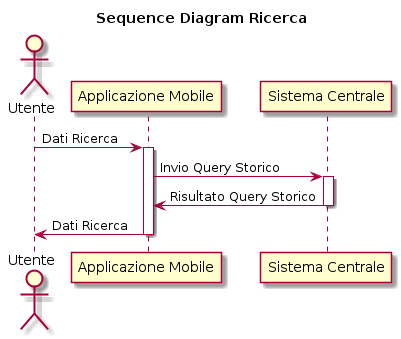 Sequence Diagram Ricerca
Utente
Applicazione Mobile
Sistema Centrale
Dati Ricerca
Invio Query Storico
Risultato Query Storico
Dati Ricerca
Utente
Applicazione Mobile
Sistema Centrale